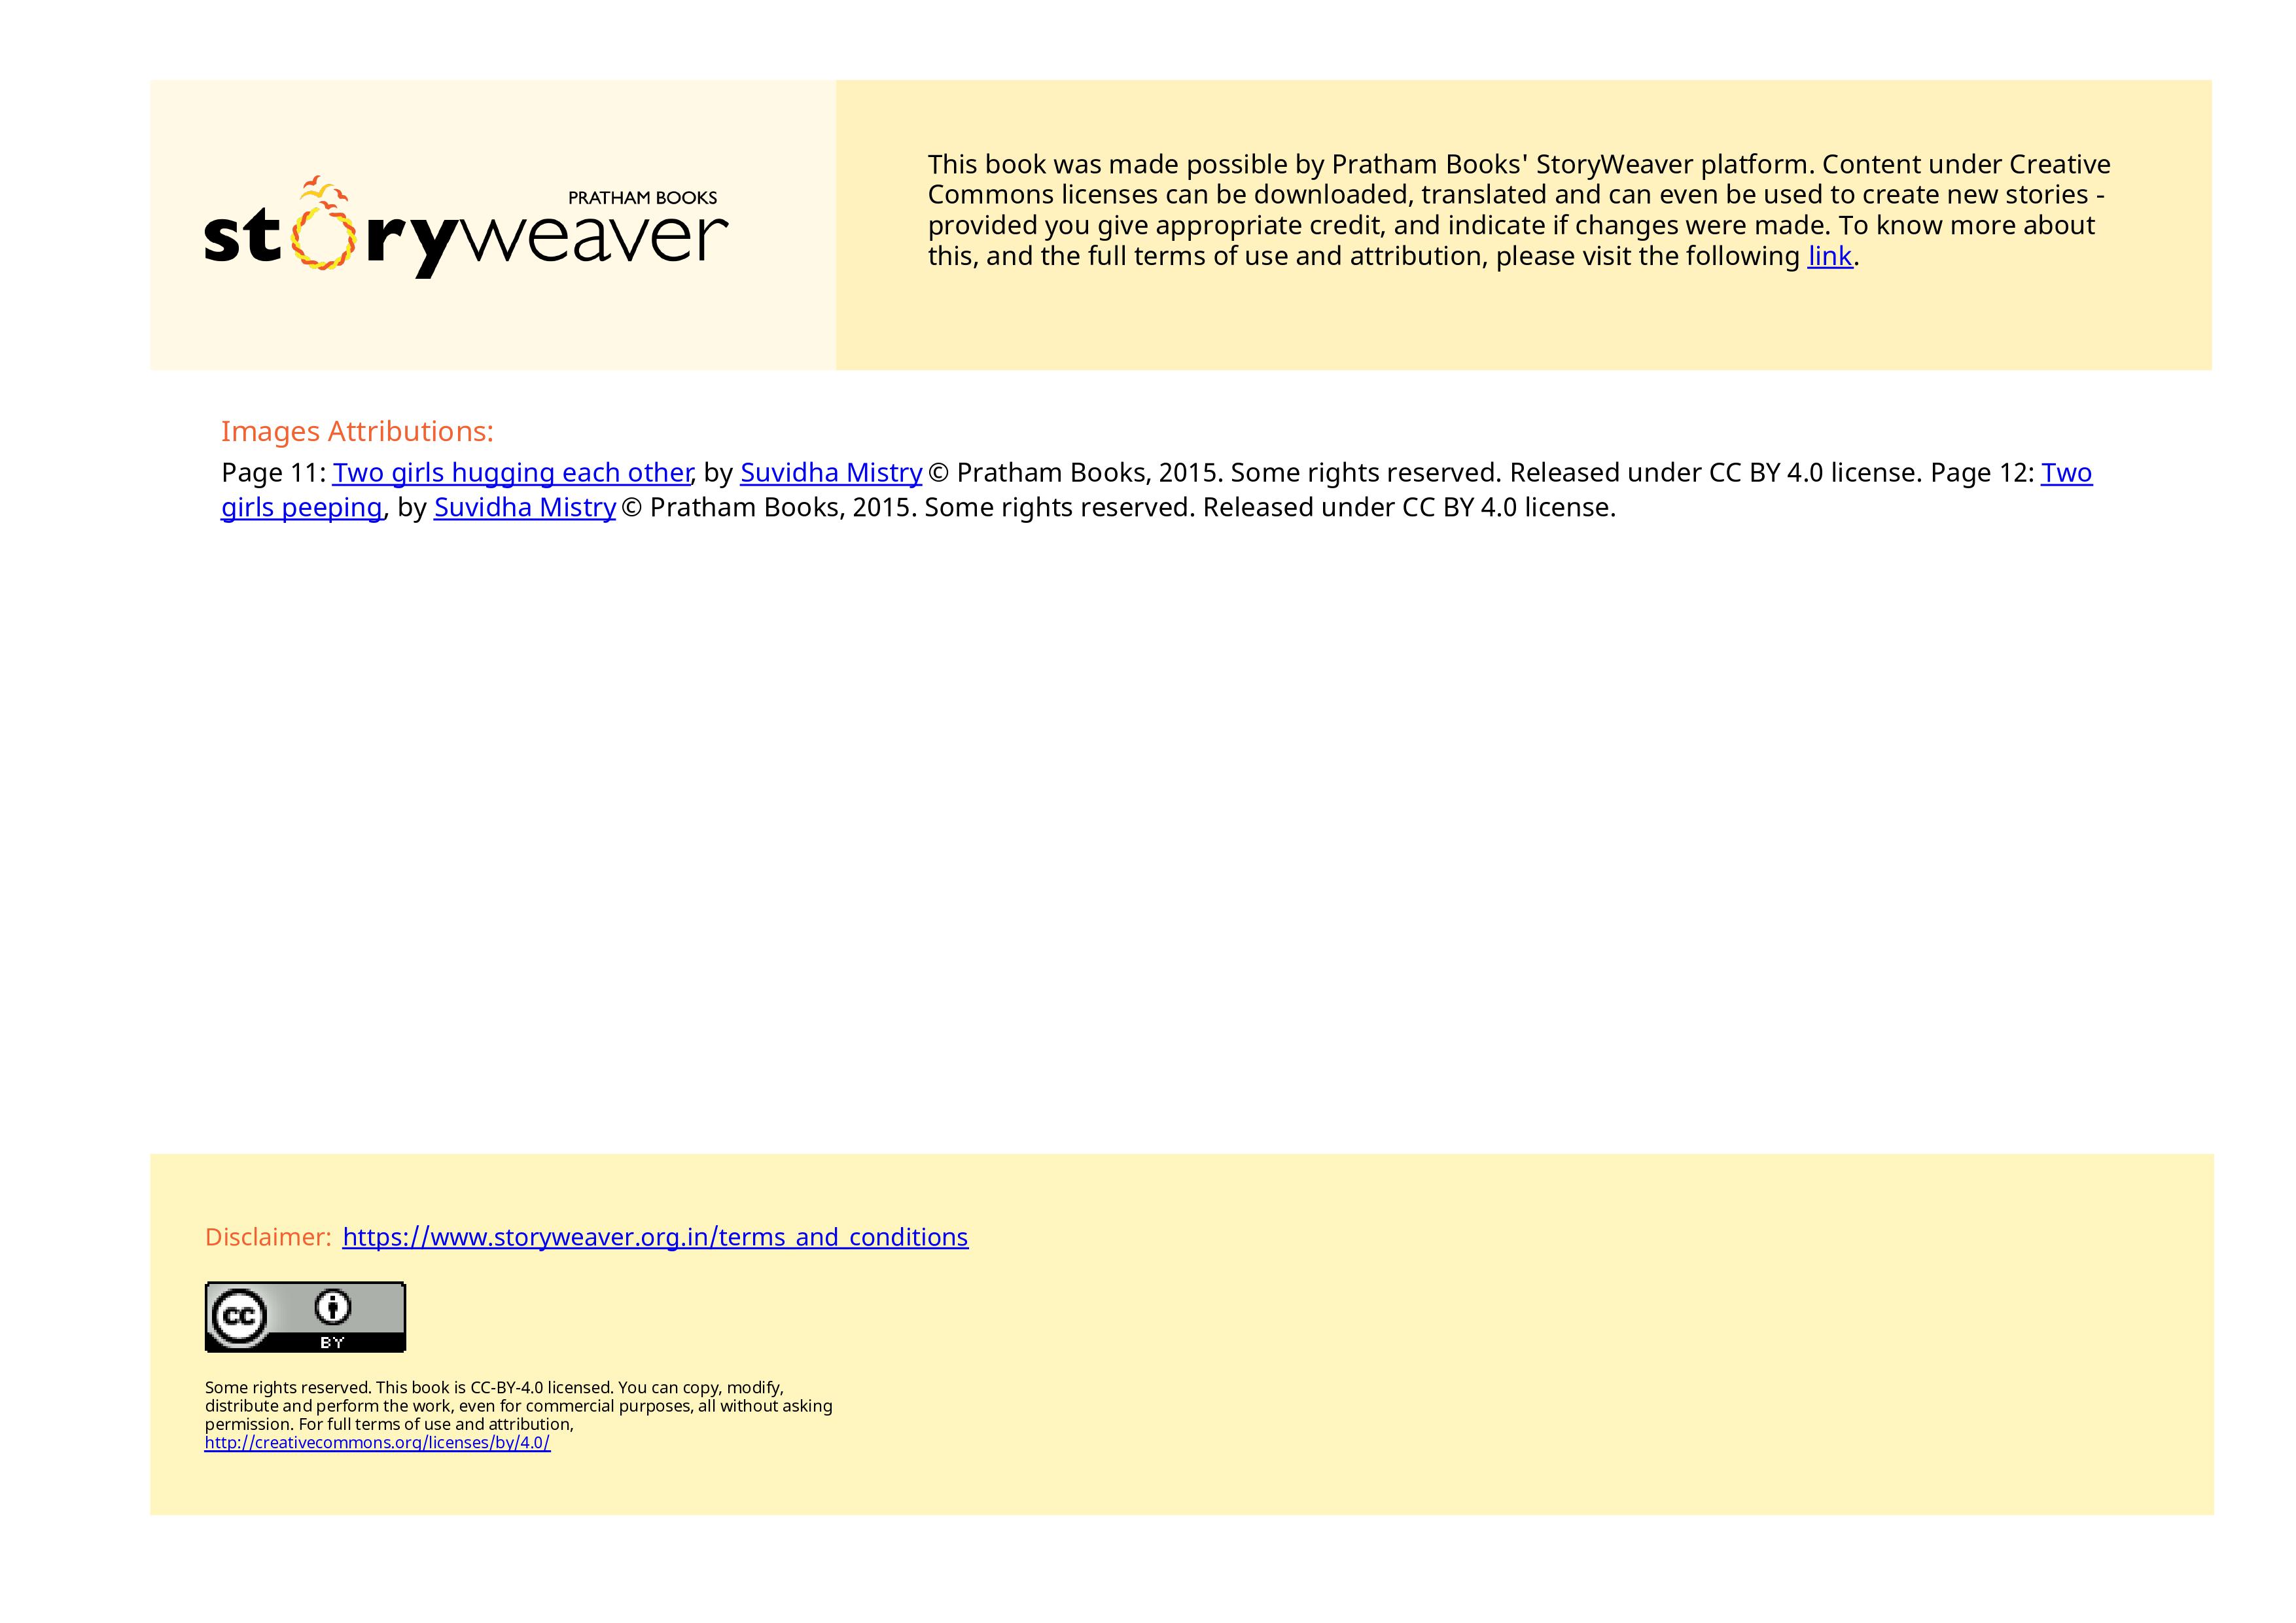 PRATHAM BOOKS
storyweaver
This book was made possible by Pratham Books' StoryWeaver platform. Content under Creative
Commons licenses can be downloaded, translated and can even be used to create new stories -
provided you give appropriate credit, and indicate if changes were made. To know more about
this, and the full terms of use and attribution, please visit the following link.
Images Attributions:
Page 11: Two girls hugging each other, by Suvidha Mistry © Pratham Books, 2015. Some rights reserved. Released under CC BY 4.0 license. Page 12: Two
girls peeping, by Suvidha Mistry © Pratham Books, 2015. Some rights reserved. Released under CC BY 4.0 license.
Disclaimer: https://www.storyweaver.org.in/terms_and_conditions
cc
BY
Some rights reserved. This book is CC-BY-4.0 licensed. You can copy, modify,
distribute and perform the work, even for commercial purposes, all without asking
permission. For full terms of use and attribution,
http://creativecommons.org/licenses/by/4.0/